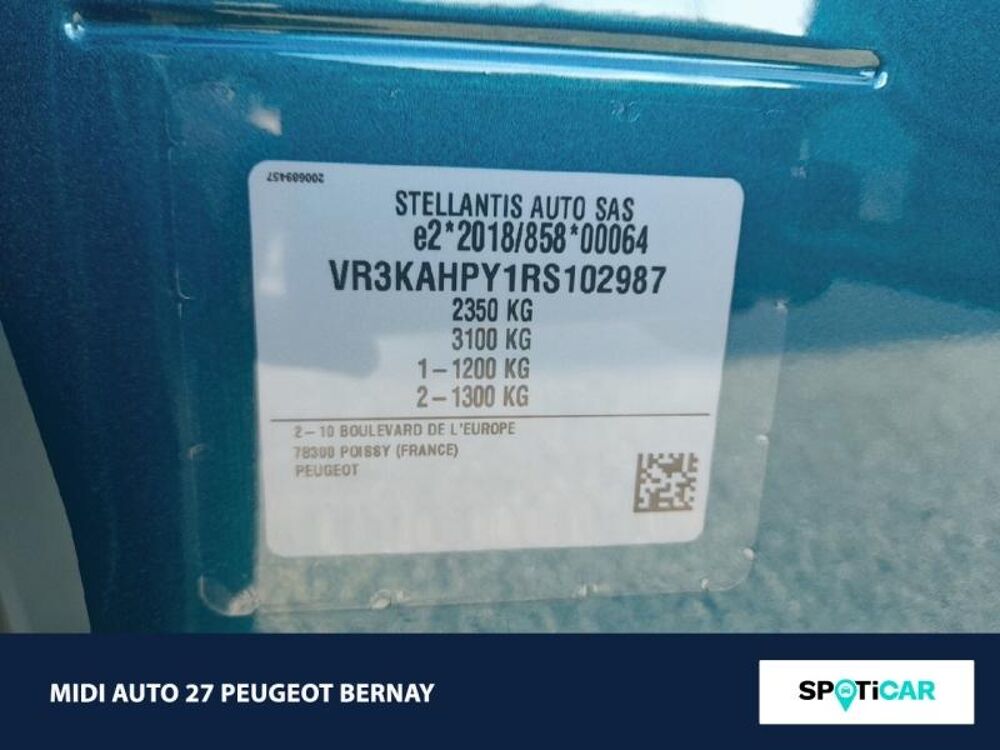 2006089457
STELLANTIS AUTO SAS
e2*2018/858*00064
VR3KAHPY1RS102987
2350 KG
3100 KG
1-1200 KG
2-1300 KG
2-10 BOULEVARD DE L'EUROPE
78300 POISSY (FRANCE)
PEUGEOT
MIDI AUTO 27 PEUGEOT BERNAY
SPOTiCAR